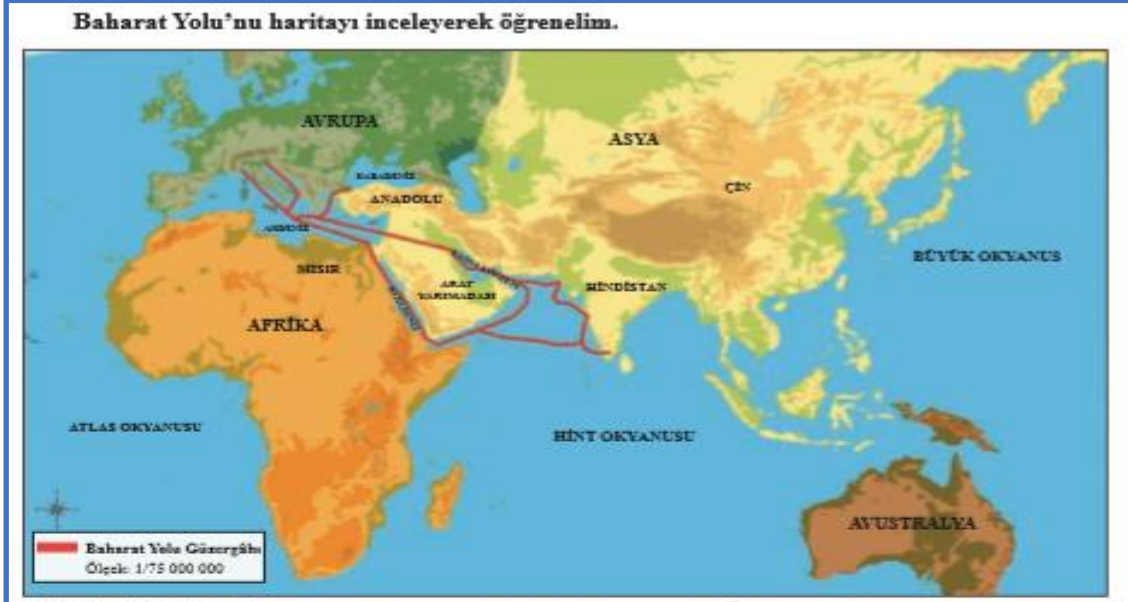 Baharat Yolu'nu haritayı inceleyerek öğrenelim.
AVRUPA
ASYA
KARADENİZ
ÇİN
ANADOLU
AKDENİZ
BÜYÜK OKYANUS
MISIR
ARAP
YARIMADASI
HİNDİSTAN
AFRİKA
ATLAS OKYANUSU
HİNT OKYANUSU
AVUSTRALYA
Baharat Yolu Güzergâhı
Ölçek: 1/75 000 000